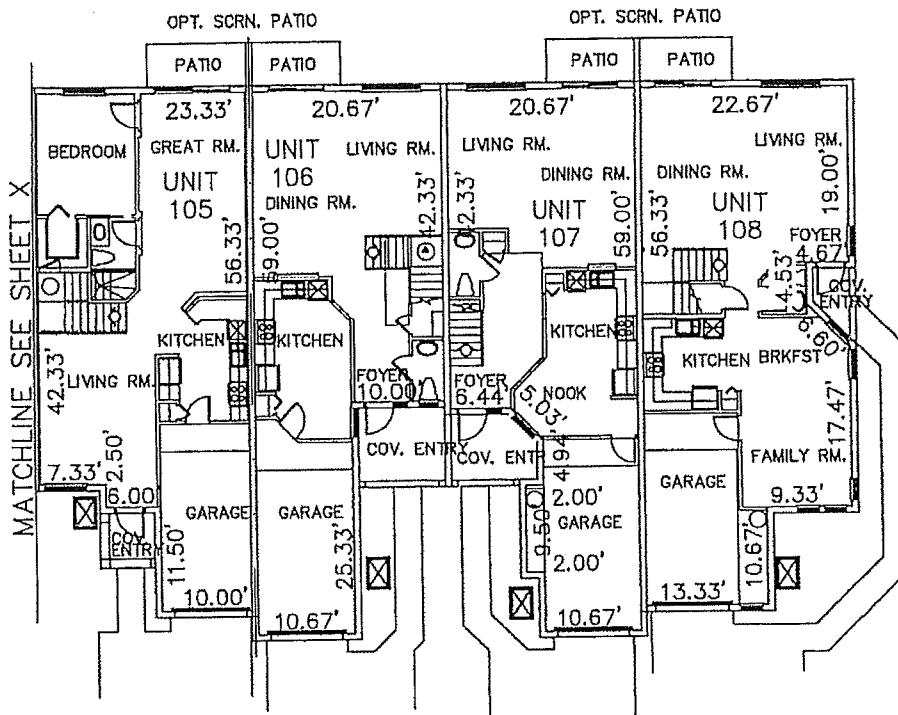 OPT. SCRN. PATIO
OPT. SCRN. PATIO
PATIO
PATIO
PATIO
PATIO
23.33'
20.67'
20.67'
22.67'
BEDROOM
GREAT RM.
UNIT
105
UNIT
106
LIVING RM.
DINING RM.
LIVING RM.
DINING RM.
UNIT
107
LIVING RM.
DINING RM.
UNIT
108
19.00'
MATCHLINE SEE SHEET X
56.33'
59.00'
42.33'
42.33'
59.00'
56.33'
FOYER
4.67'
4.53'
COV.
ENTRY
6.60'
KITCHEN
KITCHEN
KITCHEN
KITCHEN
BRKFST
42.33'
LIVING RM.
FOYER
10.00'
FOYER
6.44'
NOOK
5.03'
17.47'
7.33'
2.50'
6.00
COV. ENTRY
COV. ENTRY
4.94'
FAMILY RM.
9.33'
GARAGE
GARAGE
GARAGE
GARAGE
COV.
ENTRY
11.50'
25.33'
9.50'
2.00'
2.00'
10.67'
10.00'
10.67'
10.67'
13.33'